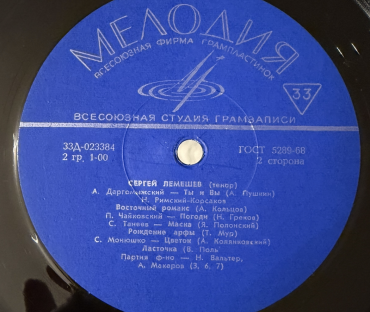 МЕЛОДИЯ
ВСЕСОЮЗНАЯ ФИРМА ГРАМПЛАСТИНОК
33
ВСЕСОЮЗНАЯ СТУДИЯ ГРАМЗАПИСИ
33Д-023384 ГОСТ 5289-68
2 гр. 1-00 2 сторона
СЕРГЕЙ ЛЕМЕШЕВ (тенор)
А. Даргомыжский — Ты и Вы (А. Пушкин)
Н. Римский-Корсаков
Восточный романс (А. Кольцов)
П. Чайковский — Погоди (Н. Греков)
С. Танеев — Маска (Я. Полонский)
Рождение арфы (Т. Мур)
С. Монюшко — Цветок (А.
Ласточка (В. Поль
Партия ф-но — Н. Вальтер,
А. Макаров (3, 6, 7)